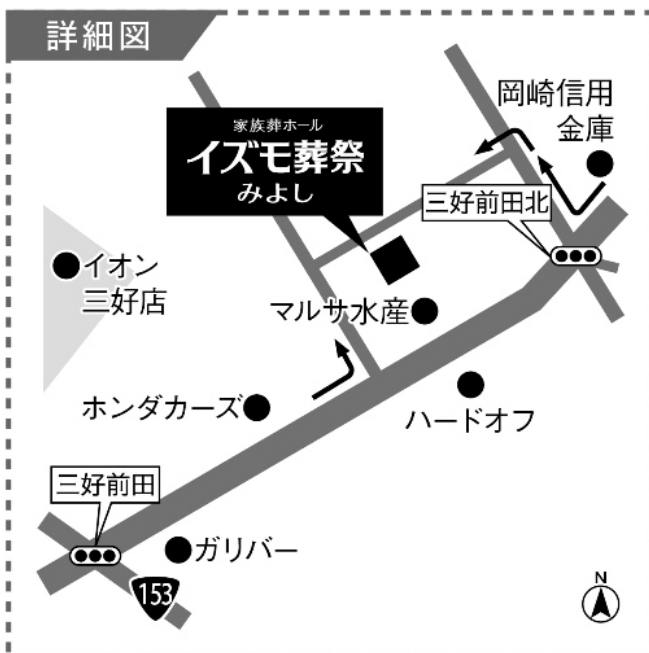 詳細図
岡崎信用
金庫
家族葬ホール
イズモ葬祭
みよし
三好前田北
イオン
三好店
マルサ水産
ホンダカーズ
ハードオフ
三好前田
ガリバー
153
N